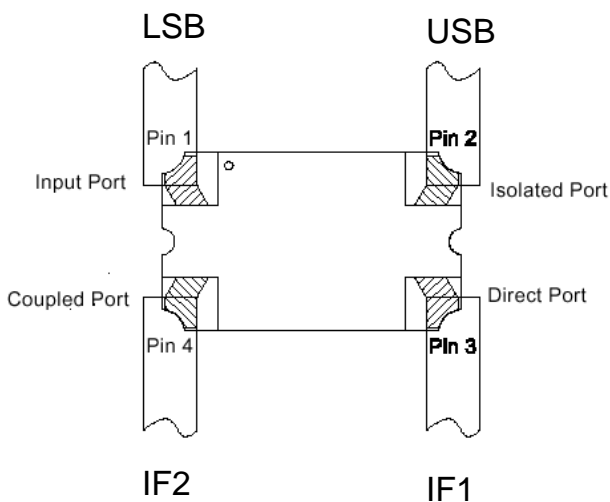 LSB
USB
Pin 1
Pin 2
Input Port
Isolated Port
Coupled Port
Direct Port
Pin 4
Pin 3
IF2
IF1